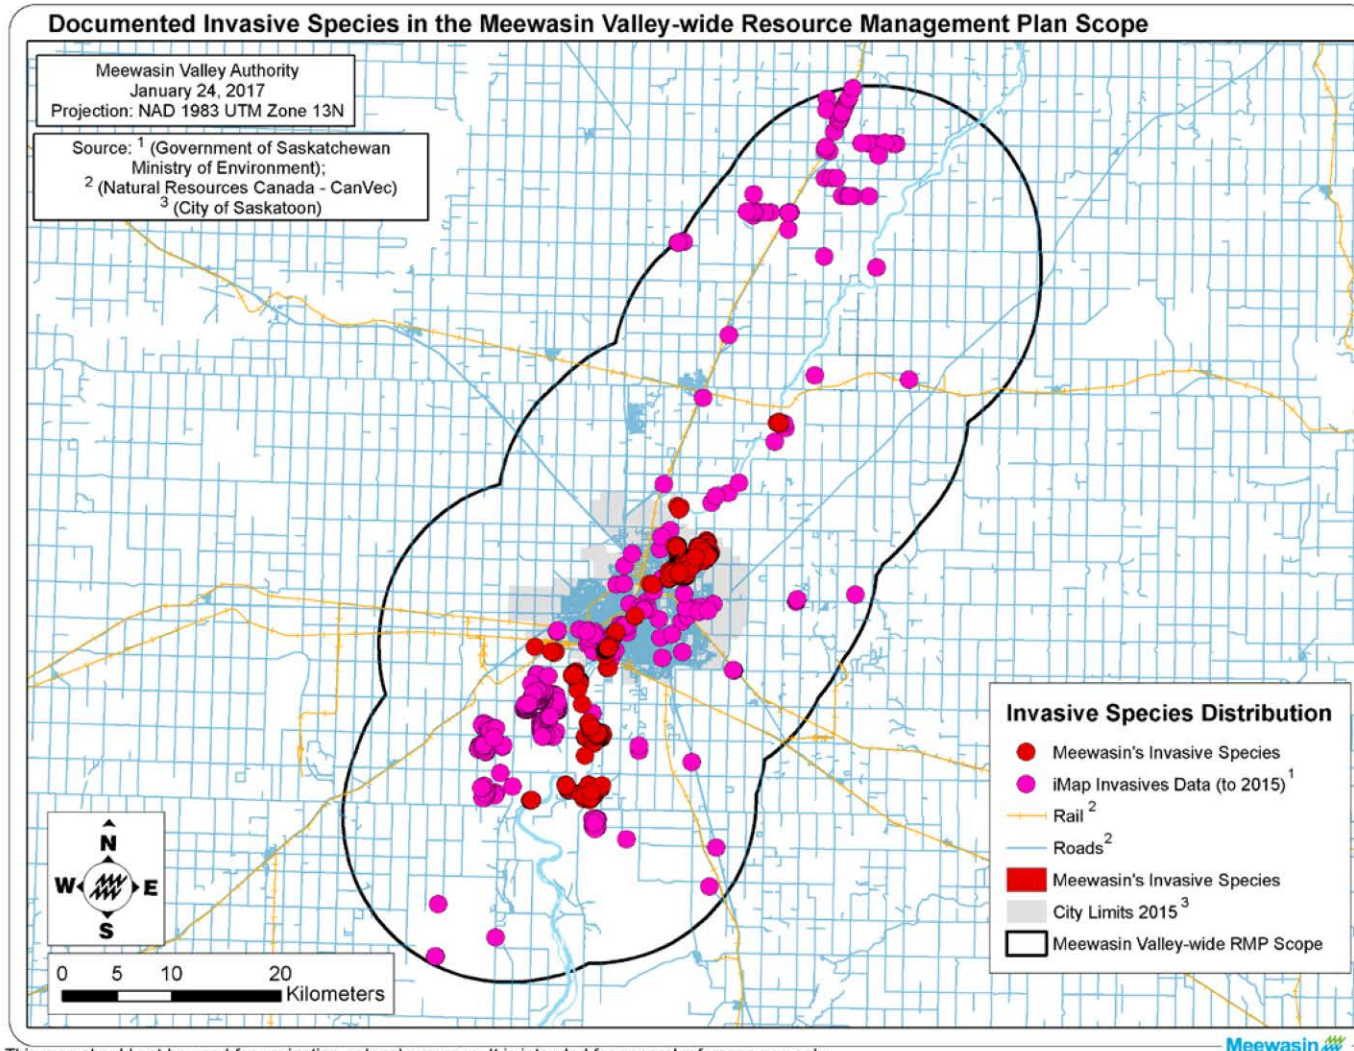 Documented Invasive Species in the Meewasin Valley-wide Resource Management Plan Scope
Meewasin Valley Authority
January 24, 2017
Projection: NAD 1983 UTM Zone 13N
Source: 1 (Government of Saskatchewan
Ministry of Environment);
2 (Natural Resources Canada - CanVec)
3 (City of Saskatoon)
Invasive Species Distribution
Meewasin's Invasive Species
iMap Invasives Data (to 2015) 1
Rail 2
Roads 2
Meewasin's Invasive Species
City Limits 2015 3
Meewasin Valley-wide RMP Scope
N
W E
S
0 5 10 20
Kilometers
Meewasin